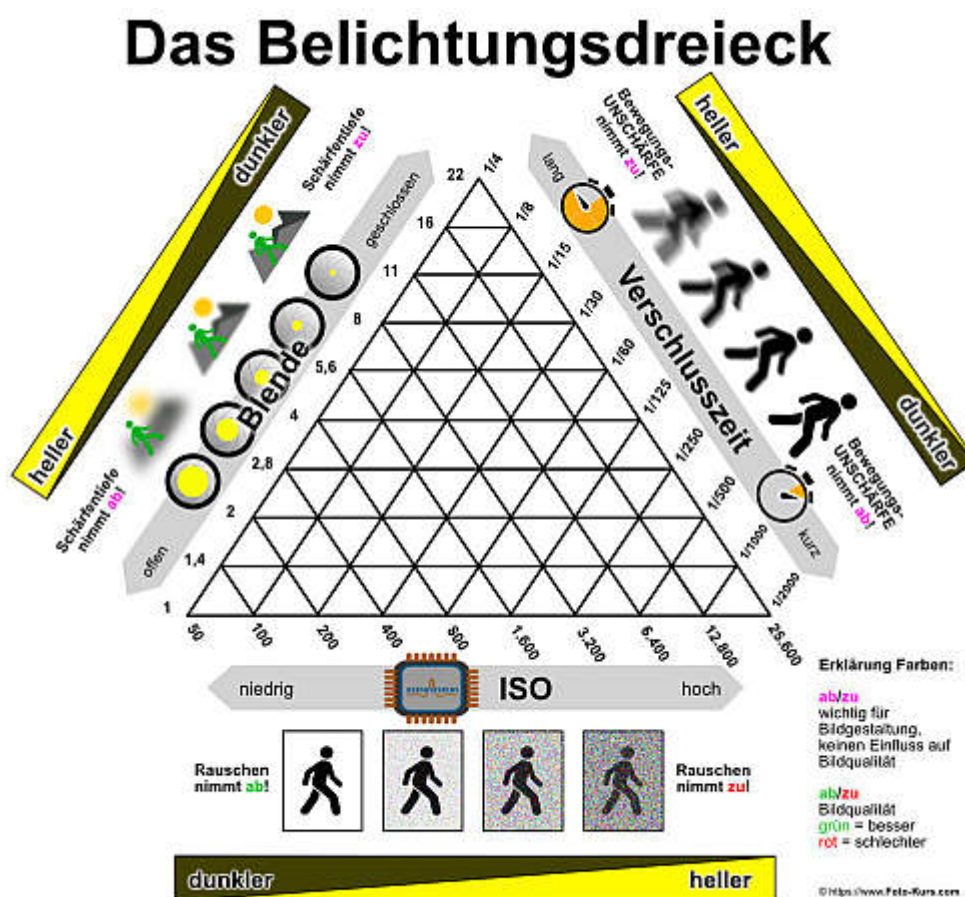 Das Belichtungsdreieck
dunkler
heller
Schärfentiefe
nimmt zu!
geschlossen
Blende
offen
Schärfentiefe
nimmt ab!
22
16
11
8
5,6
4
2,8
2
1,4
1
1/4
1/8
1/15
1/30
1/60
1/125
1/250
1/500
1/1000
1/2000
lang
Verschlusszeit
kurz
Bewegungs-
UNSCHÄRFE
nimmt zu!
heller
dunkler
Bewegungs-
UNSCHÄRFE
nimmt ab!
50
100
200
400
800
1.600
3.200
6.400
12.800
25.600
niedrig
ISO
hoch
Rauschen
nimmt ab!
Rauschen
nimmt zu!
dunkler
heller
Erklärung Farben:
ab/zu
wichtig für
Bildgestaltung,
keinen Einfluss auf
Bildqualität
ab/zu
Bildqualität
grün = besser
rot = schlechter
© https://www.Foto-Kurs.com